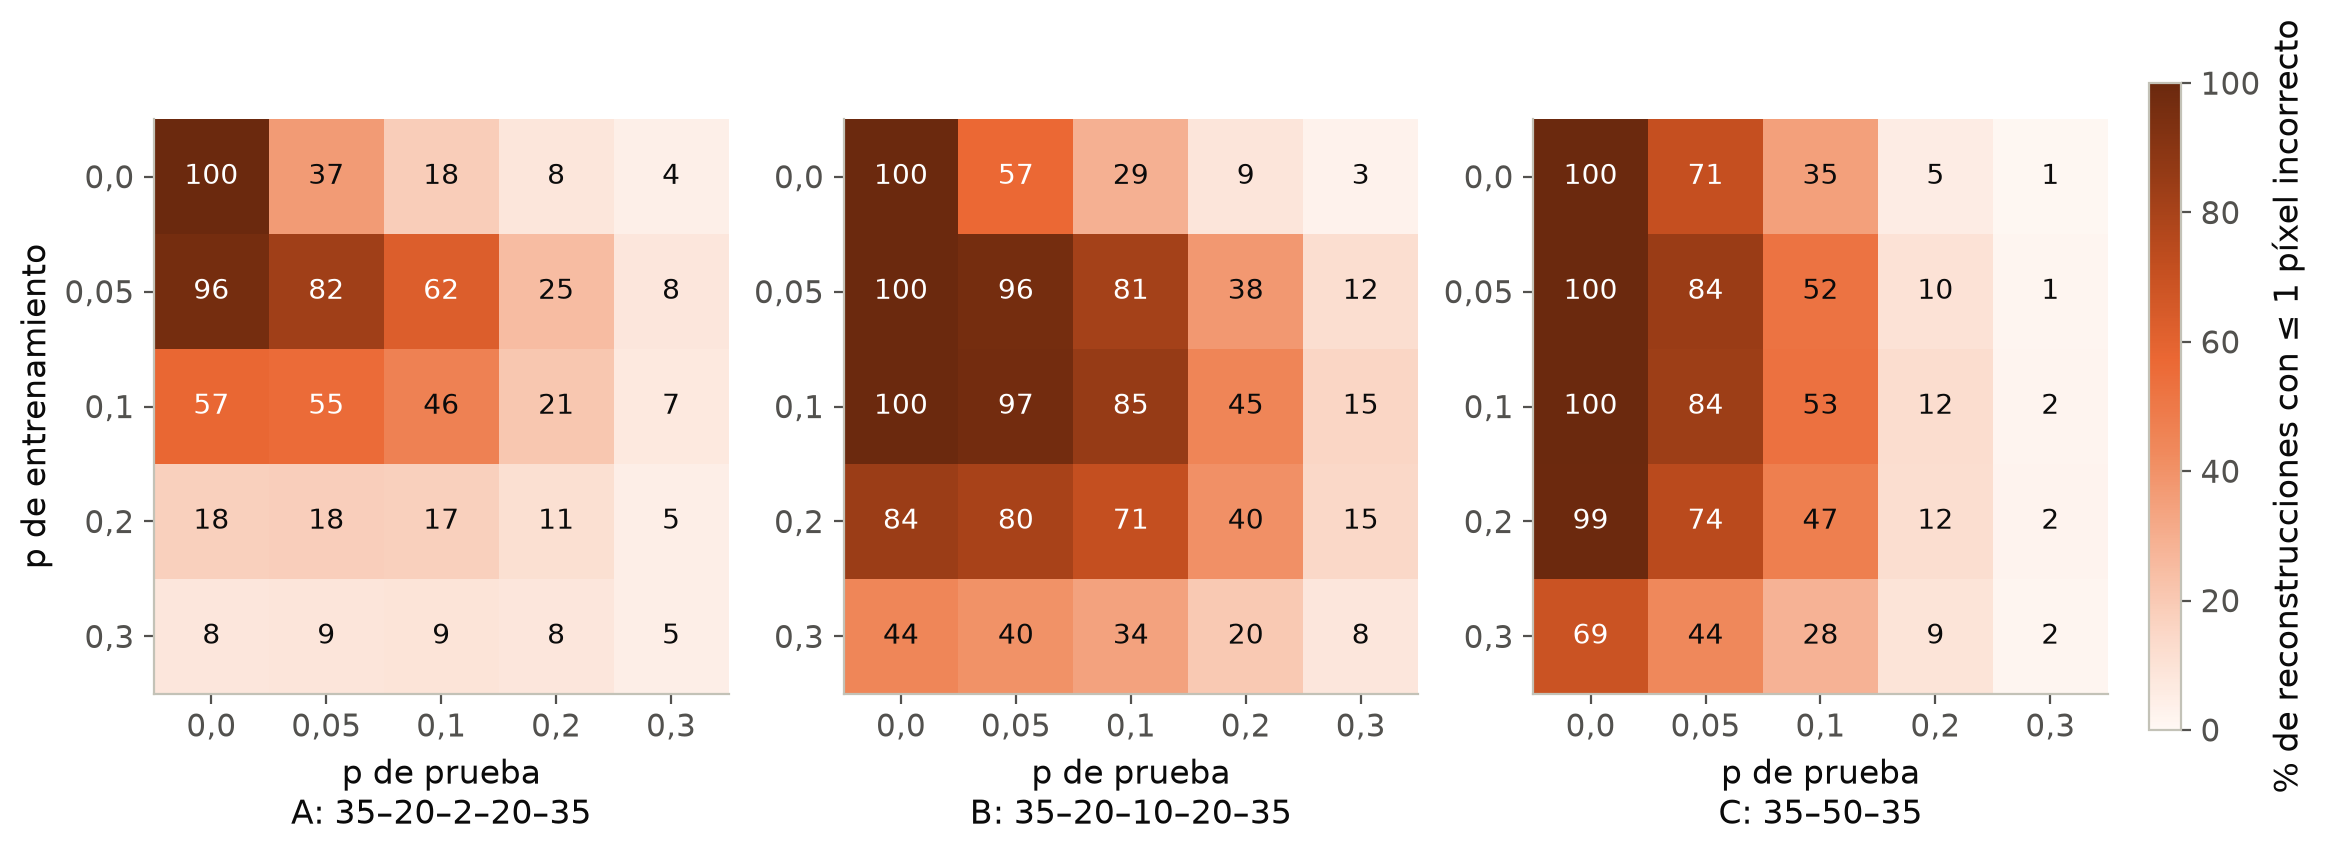 p de entrenamiento
0,0 100 37 18 8 4
0,05 96 82 62 25 8
0,1 57 55 46 21 7
0,2 18 18 17 11 5
0,3 8 9 9 8 5
0,0 0,05 0,1 0,2 0,3
p de prueba
A: 35–20–2–20–35
0,0 100 57 29 9 3
0,05 100 96 81 38 12
0,1 100 97 85 45 15
0,2 84 80 71 40 15
0,3 44 40 34 20 8
0,0 0,05 0,1 0,2 0,3
p de prueba
B: 35–20–10–20–35
0,0 100 71 35 5 1
0,05 100 84 52 10 1
0,1 100 84 53 12 2
0,2 99 74 47 12 2
0,3 69 44 28 9 2
0,0 0,05 0,1 0,2 0,3
p de prueba
C: 35–50–35
100
80
60
40
20
0
% de reconstrucciones con ≤ 1 píxel incorrecto